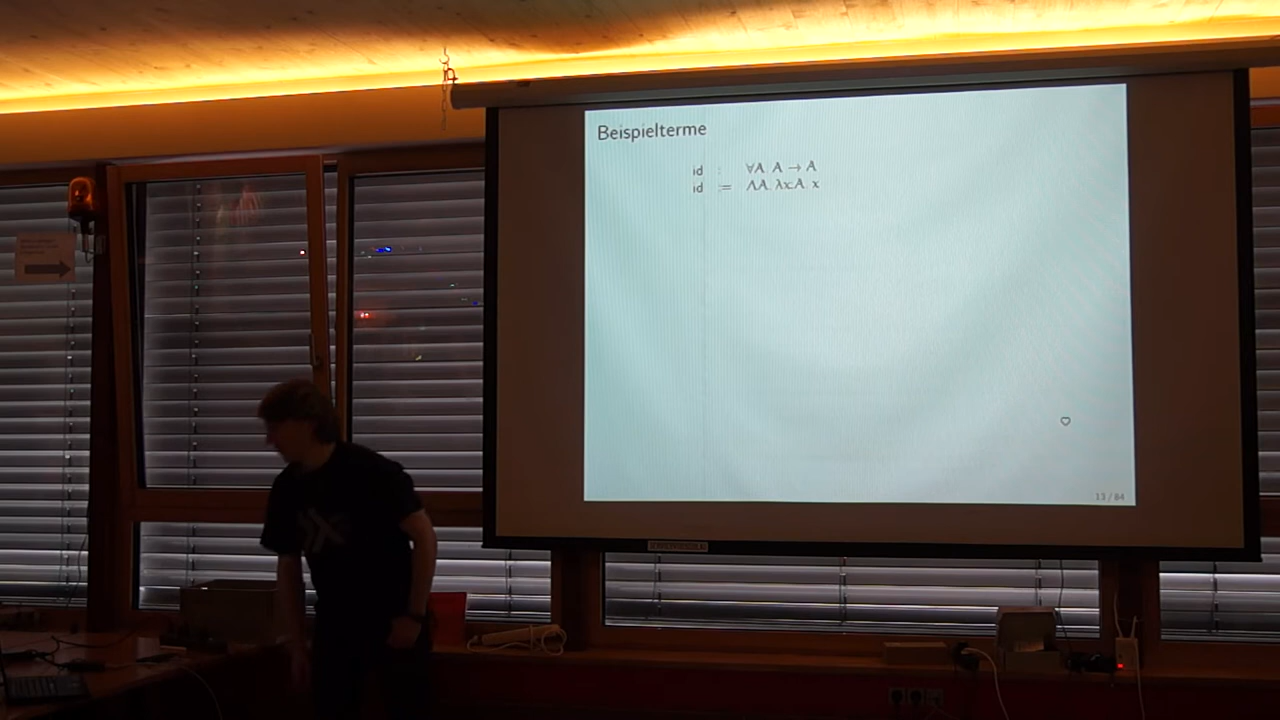 Beispielterme
id : ∀A. A → A
id := ΛA. λx:A. x
13 / 84